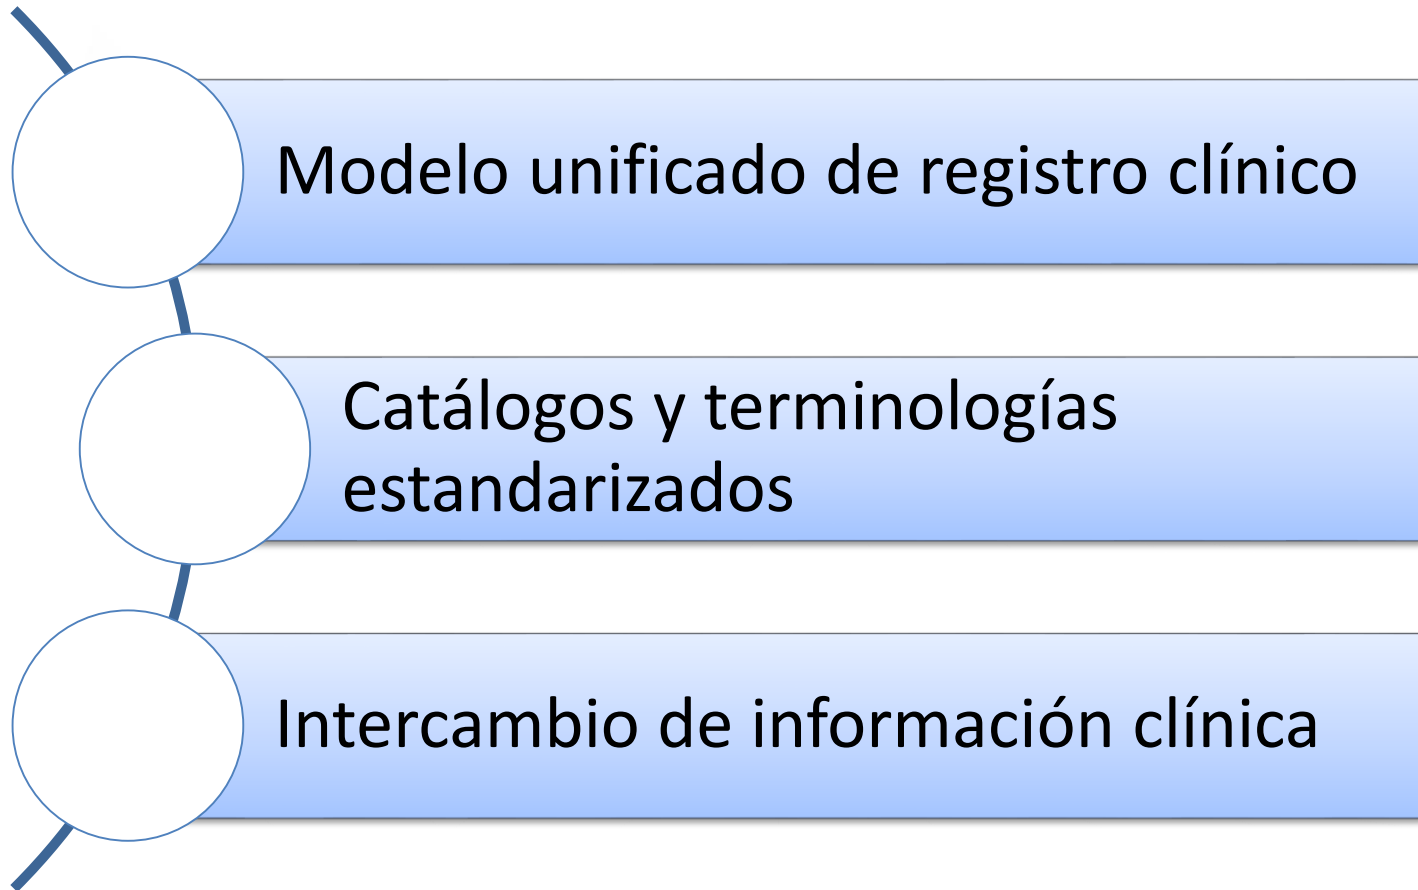 Modelo unificado de registro clínico
Catálogos y terminologías
estandarizados
Intercambio de información clínica